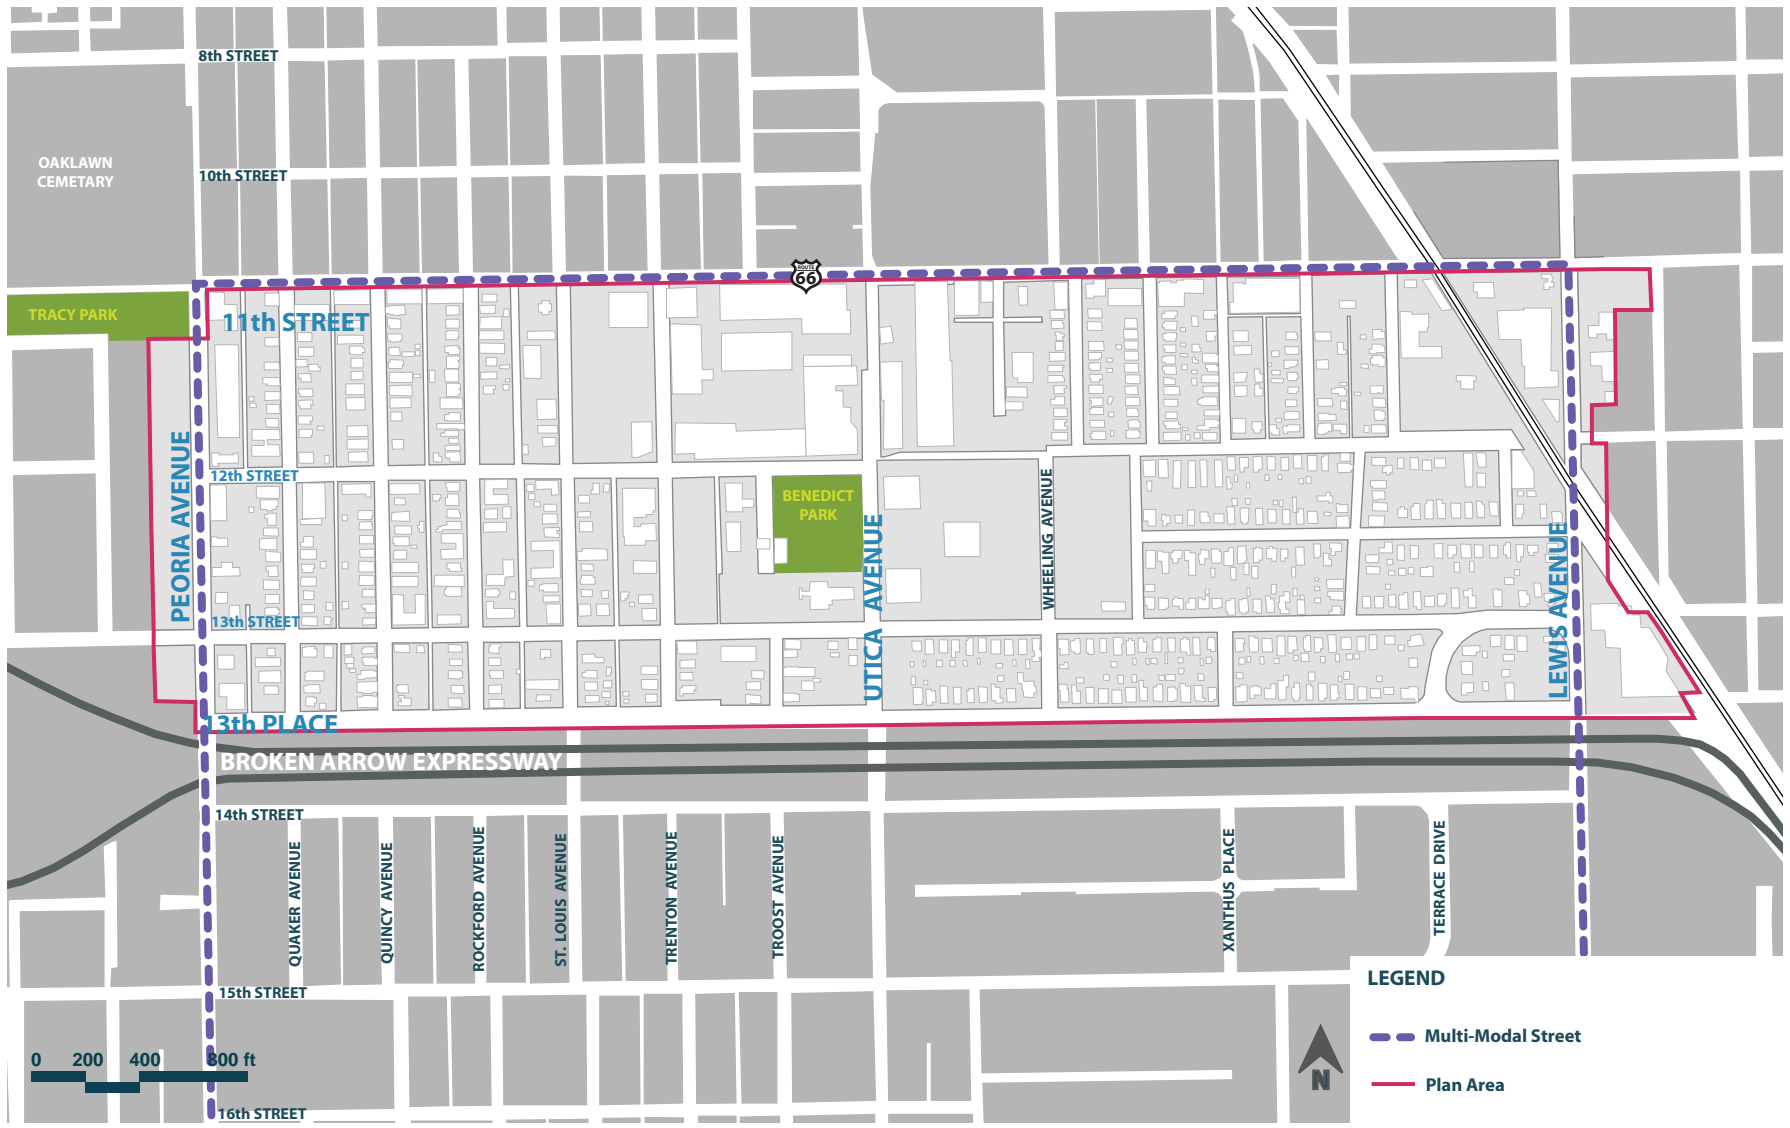 8th STREET
OAKLAWN
CEMETARY
10th STREET
ROUTE
66
TRACY PARK
11th STREET
PEORIA AVENUE
12th STREET
BENEDICT
PARK
UTICA AVENUE
WHEELING AVENUE
LEWIS AVENUE
13th STREET
13th PLACE
BROKEN ARROW EXPRESSWAY
14th STREET
QUAKER AVENUE
QUINCY AVENUE
ROCKFORD AVENUE
ST. LOUIS AVENUE
TRENTON AVENUE
TROOST AVENUE
XANTHUS PLACE
TERRACE DRIVE
15th STREET
LEGEND
Multi-Modal Street
Plan Area
N
0 200 400 800 ft
16th STREET